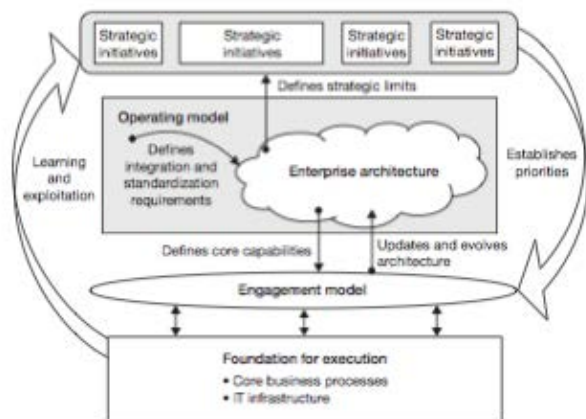 Strategic
initiatives
Strategic
initiatives
Strategic
initiatives
Strategic
initiatives
Defines strategic limits
Operating model
Defines
integration and
standardization
requirements
Enterprise architecture
Learning
and
exploitation
Establishes
priorities
Defines core capabilities
Updates and evolves
architecture
Engagement model
Foundation for execution
• Core business processes
• IT infrastructure